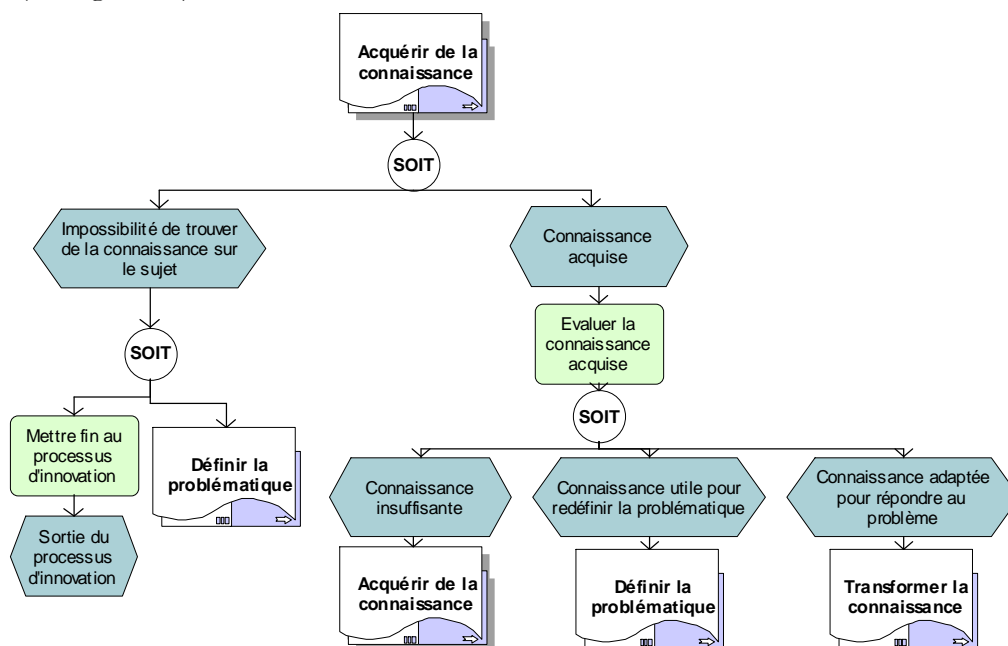 Acquérir de la
connaissance
SOIT
Impossibilité de trouver
de la connaissance sur
le sujet
Connaissance
acquise
SOIT
Evaluer la
connaissance
acquise
SOIT
Mettre fin au
processus
d'innovation
Définir la
problématique
Sortie du
processus
d'innovation
Connaissance
insuffisante
Connaissance utile pour
redéfinir la problématique
Connaissance adaptée
pour répondre au
problème
Acquérir de la
connaissance
Définir la
problématique
Transformer la
connaissance